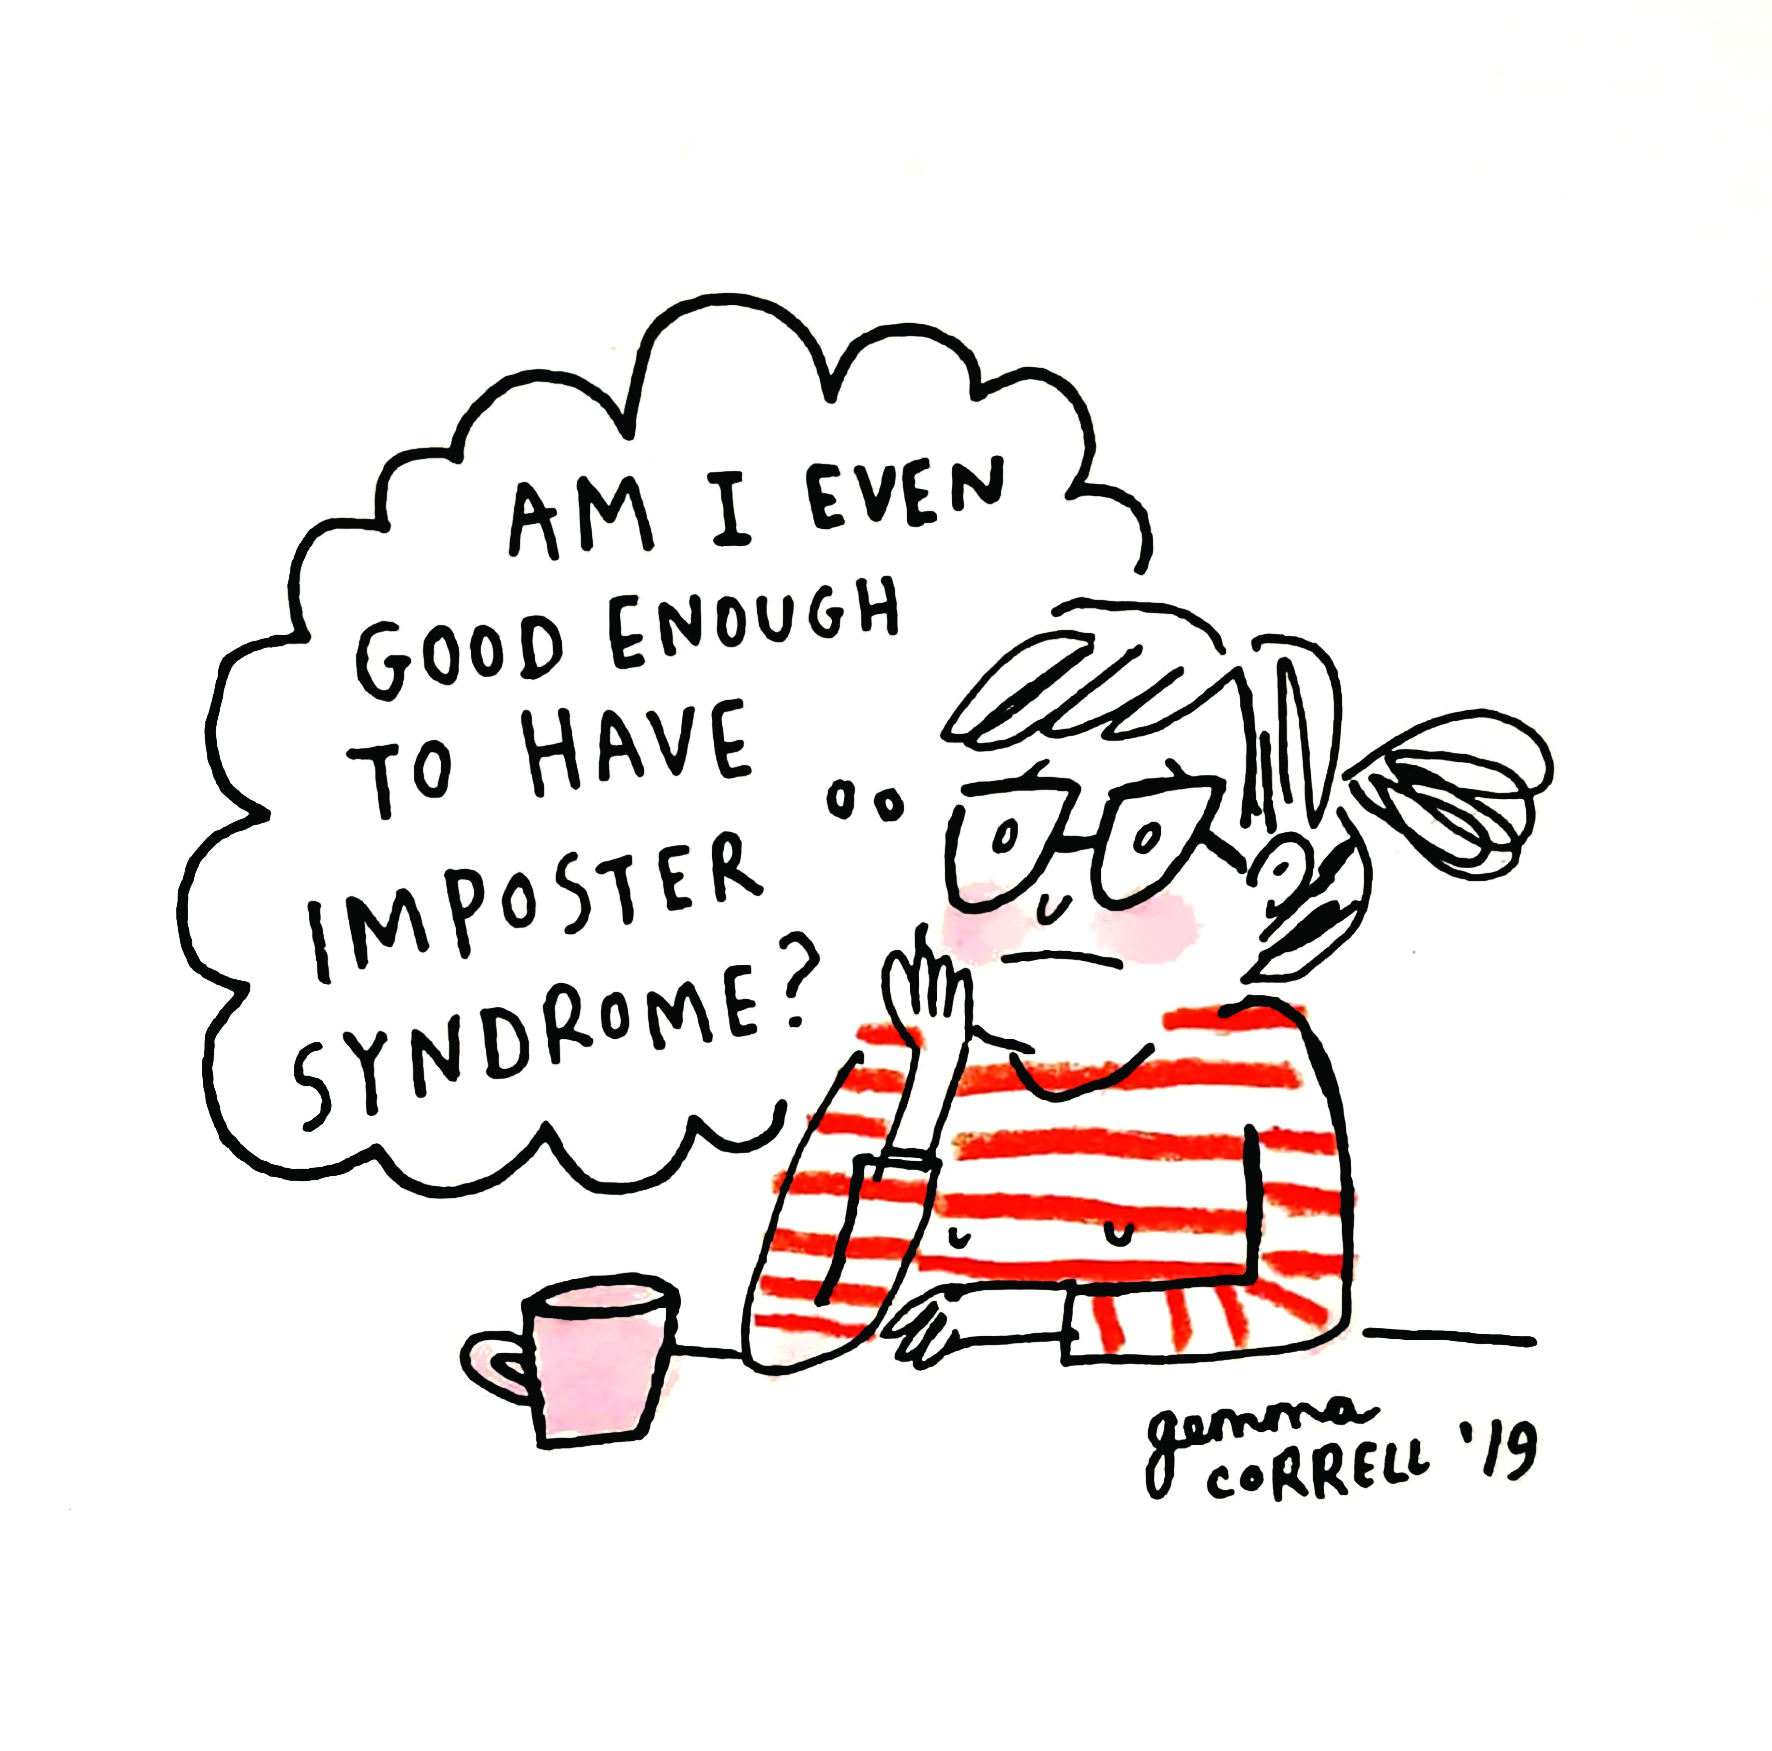 AM I EVEN
GOOD ENOUGH
TO HAVE
IMPOSTER
SYNDROME?
gemma
CORRELL '19